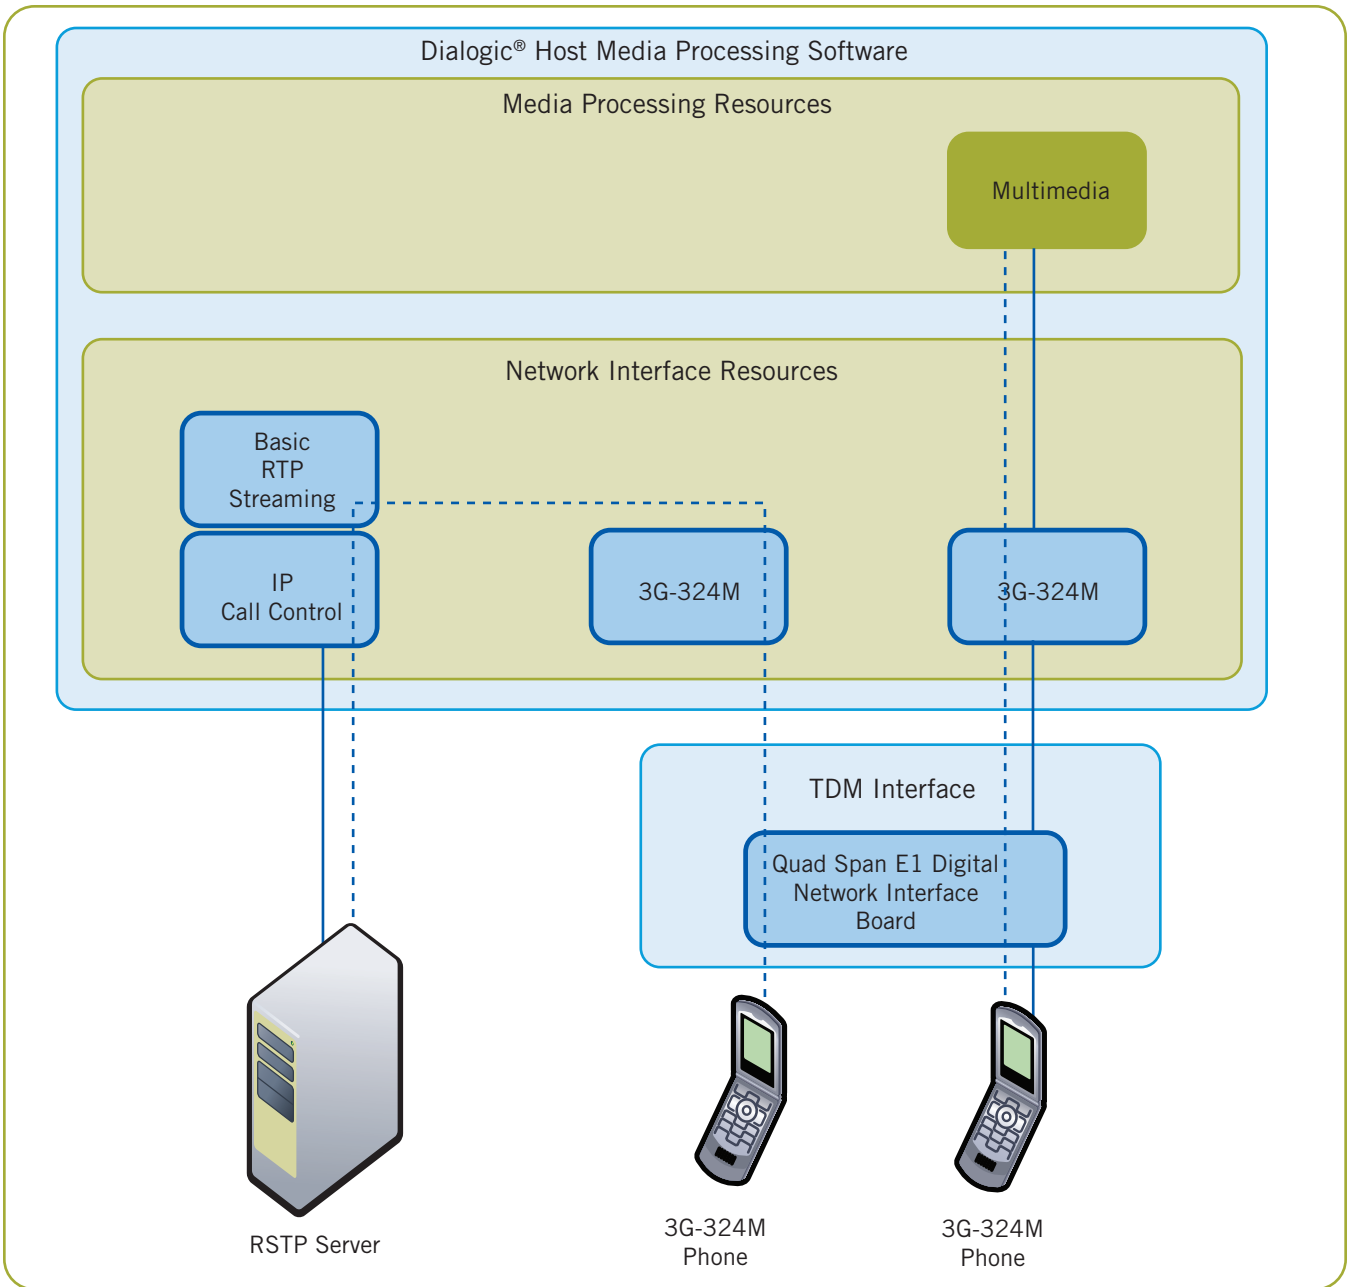 Dialogic® Host Media Processing Software
Media Processing Resources
Multimedia
Network Interface Resources
Basic
RTP
Streaming
IP
Call Control
3G-324M
3G-324M
TDM Interface
Quad Span E1 Digital
Network Interface
Board
RSTP Server
3G-324M
Phone
3G-324M
Phone